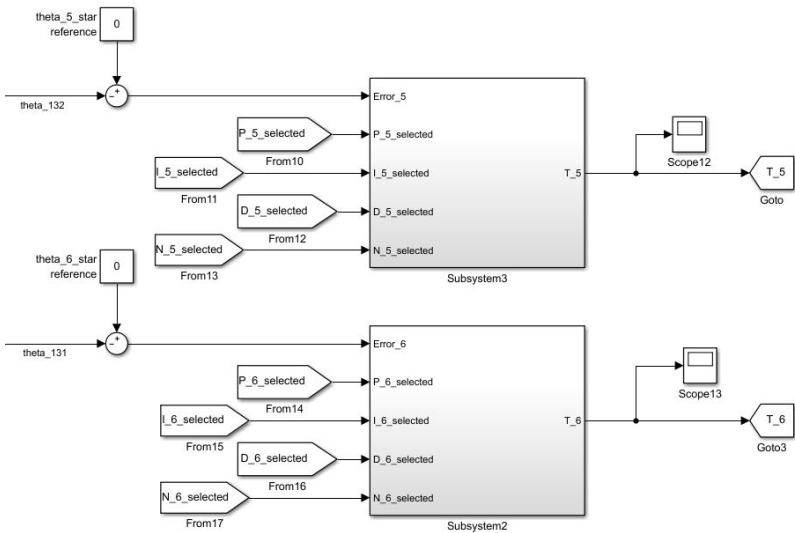 theta_5_star
reference
0
- +
theta_132
Error_5
P_5_selected
P_5_selected
From10
I_5_selected
I_5_selected
From11
D_5_selected
D_5_selected
From12
N_5_selected
N_5_selected
From13
T_5
Subsystem3
Scope12
T_5
Goto
theta_6_star
reference
0
- +
theta_131
Error_6
P_6_selected
P_6_selected
From14
I_6_selected
I_6_selected
From15
D_6_selected
D_6_selected
From16
N_6_selected
N_6_selected
From17
T_6
Subsystem2
Scope13
T_6
Goto3